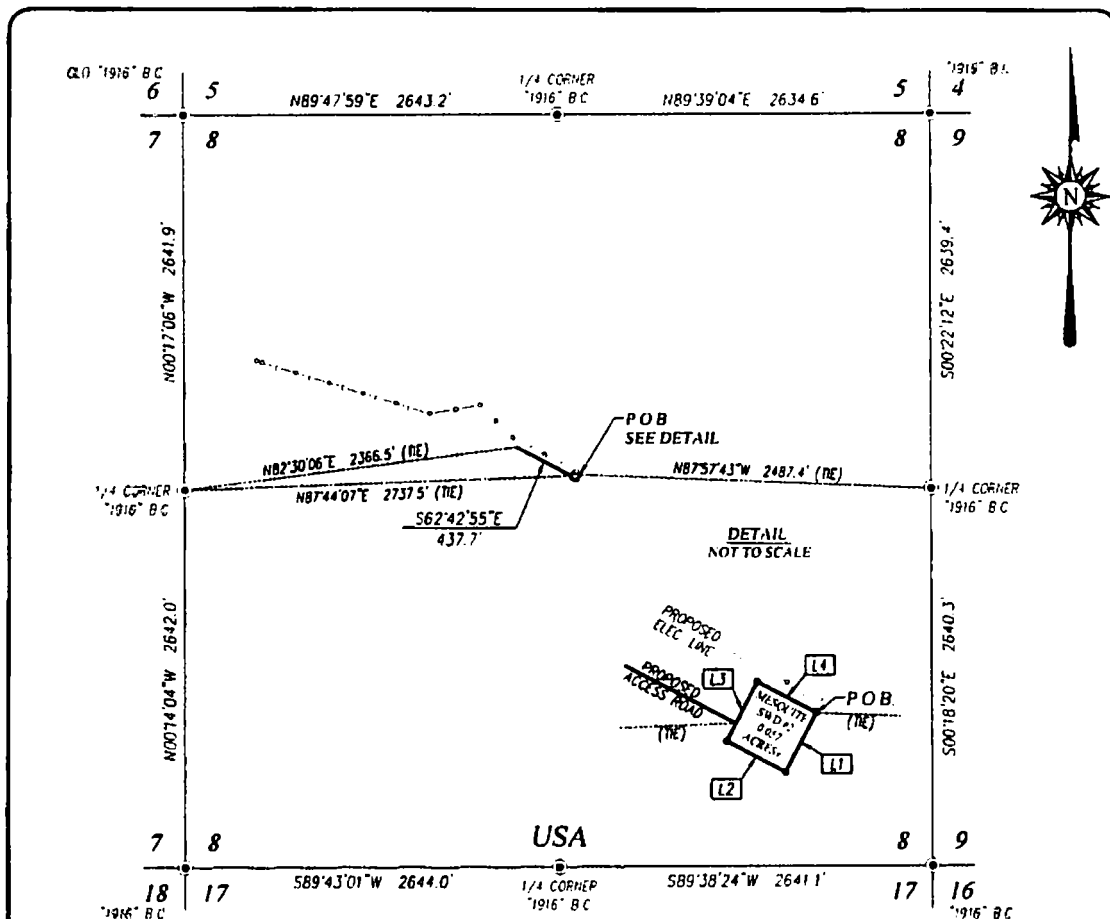 GLO "1916" B.C
6 5
7 8
N89°47'59"E 2643.2'
1/4 CORNER
"1916" B.C
N89°39'04"E 2634.6'
5 4
8 9
N
N00°17'06"W 2641.9'
S00°22'12"E 2639.4'
P O B
SEE DETAIL
N82°30'06"E 2366.5' (TIE)
N87°44'07"E 2737.5' (TIE)
N87°57'43"W 2487.4' (TIE)
1/4 CORNER
"1916" B.C
1/4 CORNER
"1916" B.C
S62°42'55"E
437.7'
DETAIL
NOT TO SCALE
N00°14'04"W 2642.0'
S00°18'20"E 2640.3'
PROPOSED
ELEC LINE
PROPOSED
ACCESS ROAD
L3
L4
P O B
(TIE)
(TIE)
MESQUITE
SWD
ACRES±
L1
L2
USA
7 8
18 17
"1916" B.C
S89°43'01"W 2644.0'
1/4 CORNER
"1916" B.C
S89°38'24"W 2641.1'
8 9
17 16
"1916" B.C